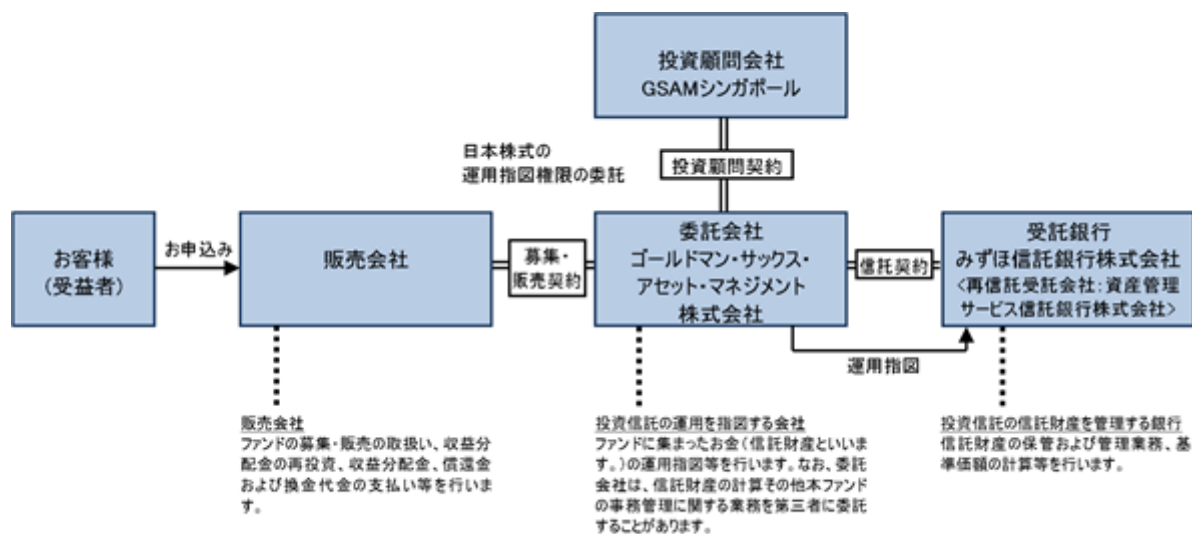 投資顧問会社
GSAMシンガポール
日本株式の
運用指図権限の委託
投資顧問契約
お客様
(受益者)
お申込み
販売会社
募集・
販売契約
委託会社
ゴールドマン・サックス・
アセット・マネジメント
株式会社
信託契約
受託銀行
みずほ信託銀行株式会社
<再信託受託会社:資産管理
サービス信託銀行株式会社>
運用指図
販売会社
ファンドの募集・販売の取扱い、収益分
配金の再投資、収益分配金、償還金
および換金代金の支払い等を行いま
す。
投資信託の運用を指図する会社
ファンドに集まったお金(信託財産といいま
す。)の運用指図等を行います。なお、委託
会社は、信託財産の計算その他本ファンド
の事務管理に関する業務を第三者に委託
することがあります。
投資信託の信託財産を管理する銀行
信託財産の保管および管理業務、基
準価額の計算等を行います。